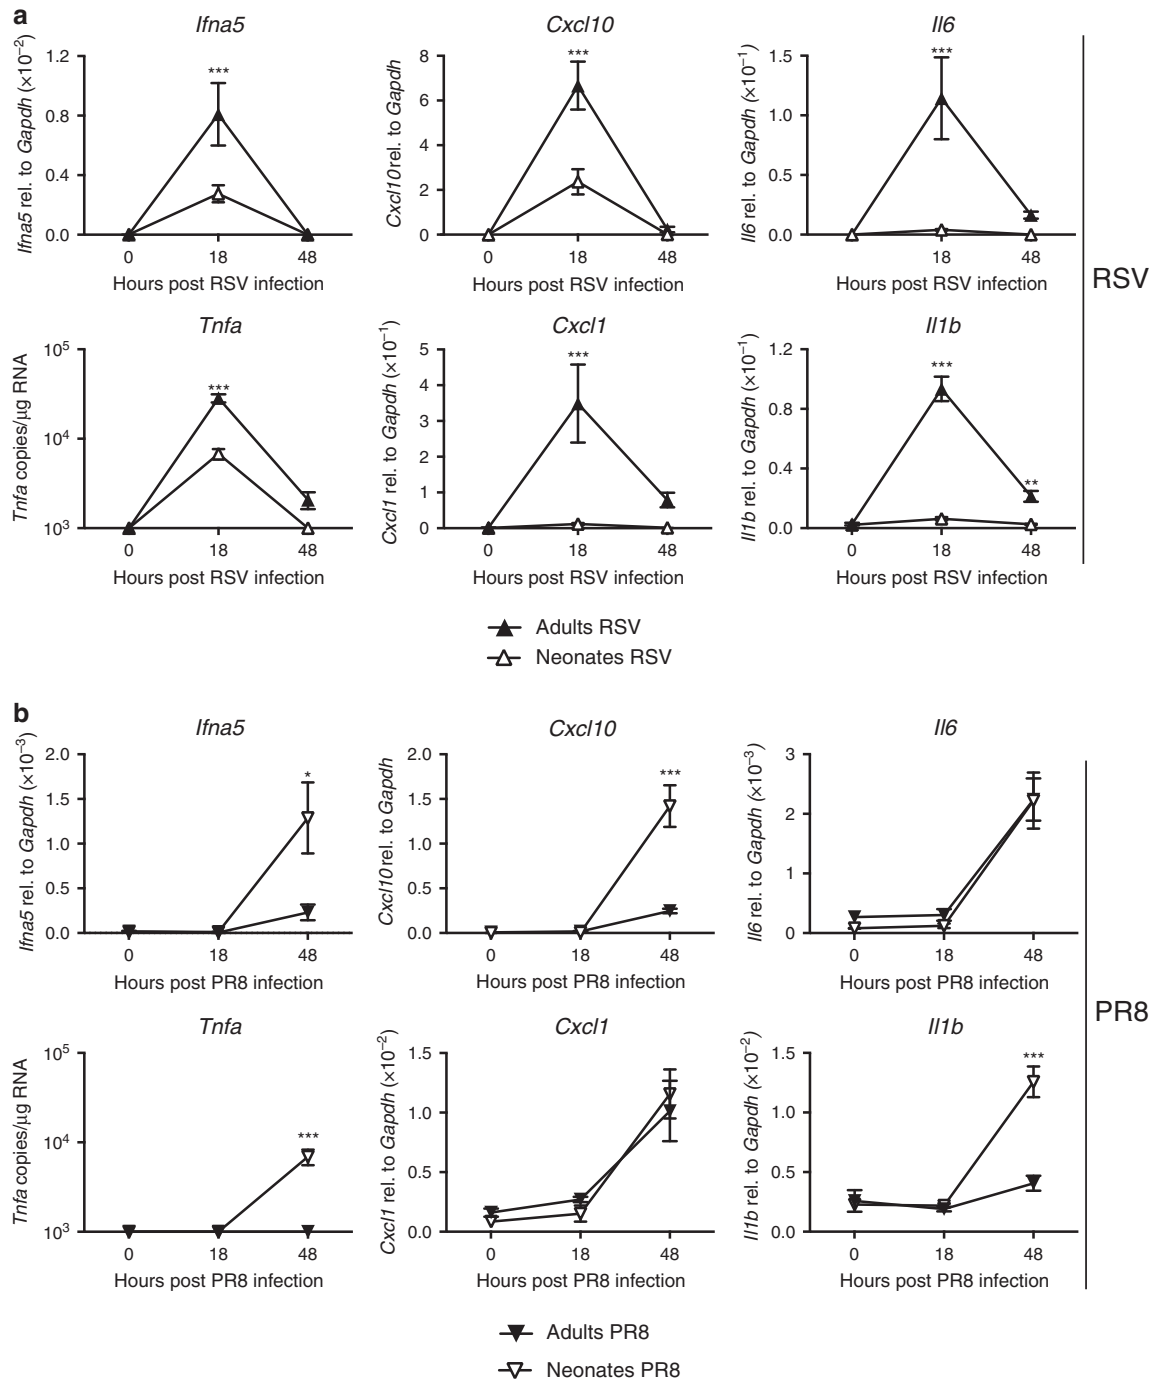 a
Ifna5
Ifna5 rel. to Gapdh (×10⁻²)
1.2
0.8
0.4
0.0
***
0 18 48
Hours post RSV infection
Cxcl10
Cxcl10 rel. to Gapdh
8
6
4
2
0
***
0 18 48
Hours post RSV infection
Il6
Il6 rel. to Gapdh (×10⁻¹)
1.5
1.0
0.5
0.0
***
18 48
Hours post RSV infection
RSV
Tnfa
Tnfa copies/μg RNA
10⁵
10⁴
10³
***
0 18 48
Hours post RSV infection
Cxcl1
Cxcl1 rel. to Gapdh (×10⁻¹)
5
4
3
2
1
0
***
0 18 48
Hours post RSV infection
Il1b
Il1b rel. to Gapdh (×10⁻¹)
1.2
0.8
0.4
0.0
***
**
0 18 48
Hours post RSV infection
Adults RSV
Neonates RSV
b
Ifna5
Ifna5 rel. to Gapdh (×10⁻³)
2.0
1.5
1.0
0.5
0.0
*
0 18 48
Hours post PR8 infection
Cxcl10
Cxcl10 rel. to Gapdh
2.0
1.5
1.0
0.5
0.0
***
0 18 48
Hours post PR8 infection
Il6
Il6 rel. to Gapdh (×10⁻³)
3
2
1
0
0 18 48
Hours post PR8 infection
PR8
Tnfa
Tnfa copies/μg RNA
10⁵
10⁴
10³
***
0 18 48
Hours post PR8 infection
Cxcl1
Cxcl1 rel. to Gapdh (×10⁻²)
1.5
1.0
0.5
0.0
0 18 48
Hours post PR8 infection
Il1b
Il1b rel. to Gapdh (×10⁻²)
1.5
1.0
0.5
0.0
***
0 18 48
Hours post PR8 infection
Adults PR8
Neonates PR8